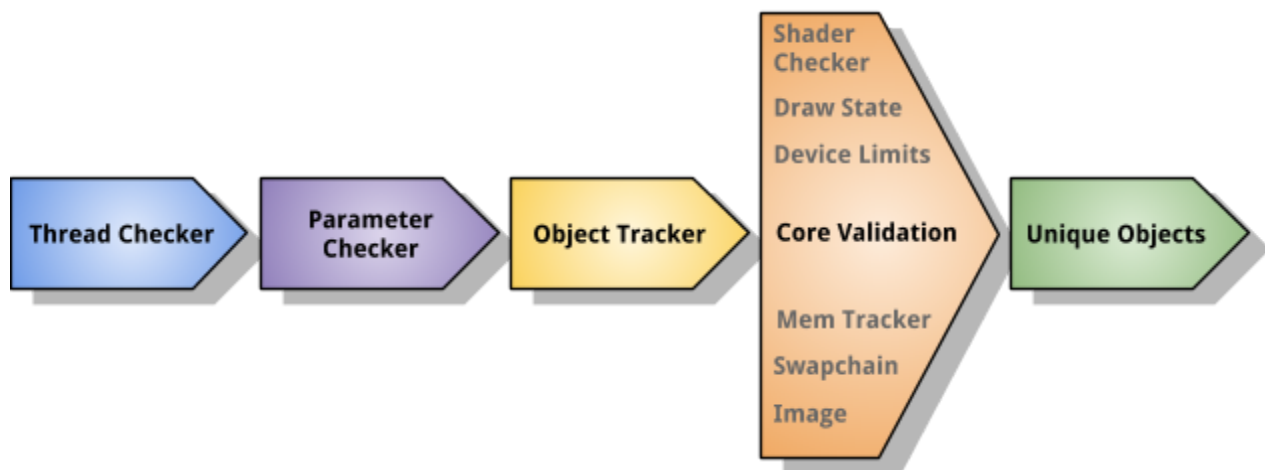 Thread Checker
Parameter
Checker
Object Tracker
Shader
Checker
Draw State
Device Limits
Core Validation
Mem Tracker
Swapchain
Image
Unique Objects